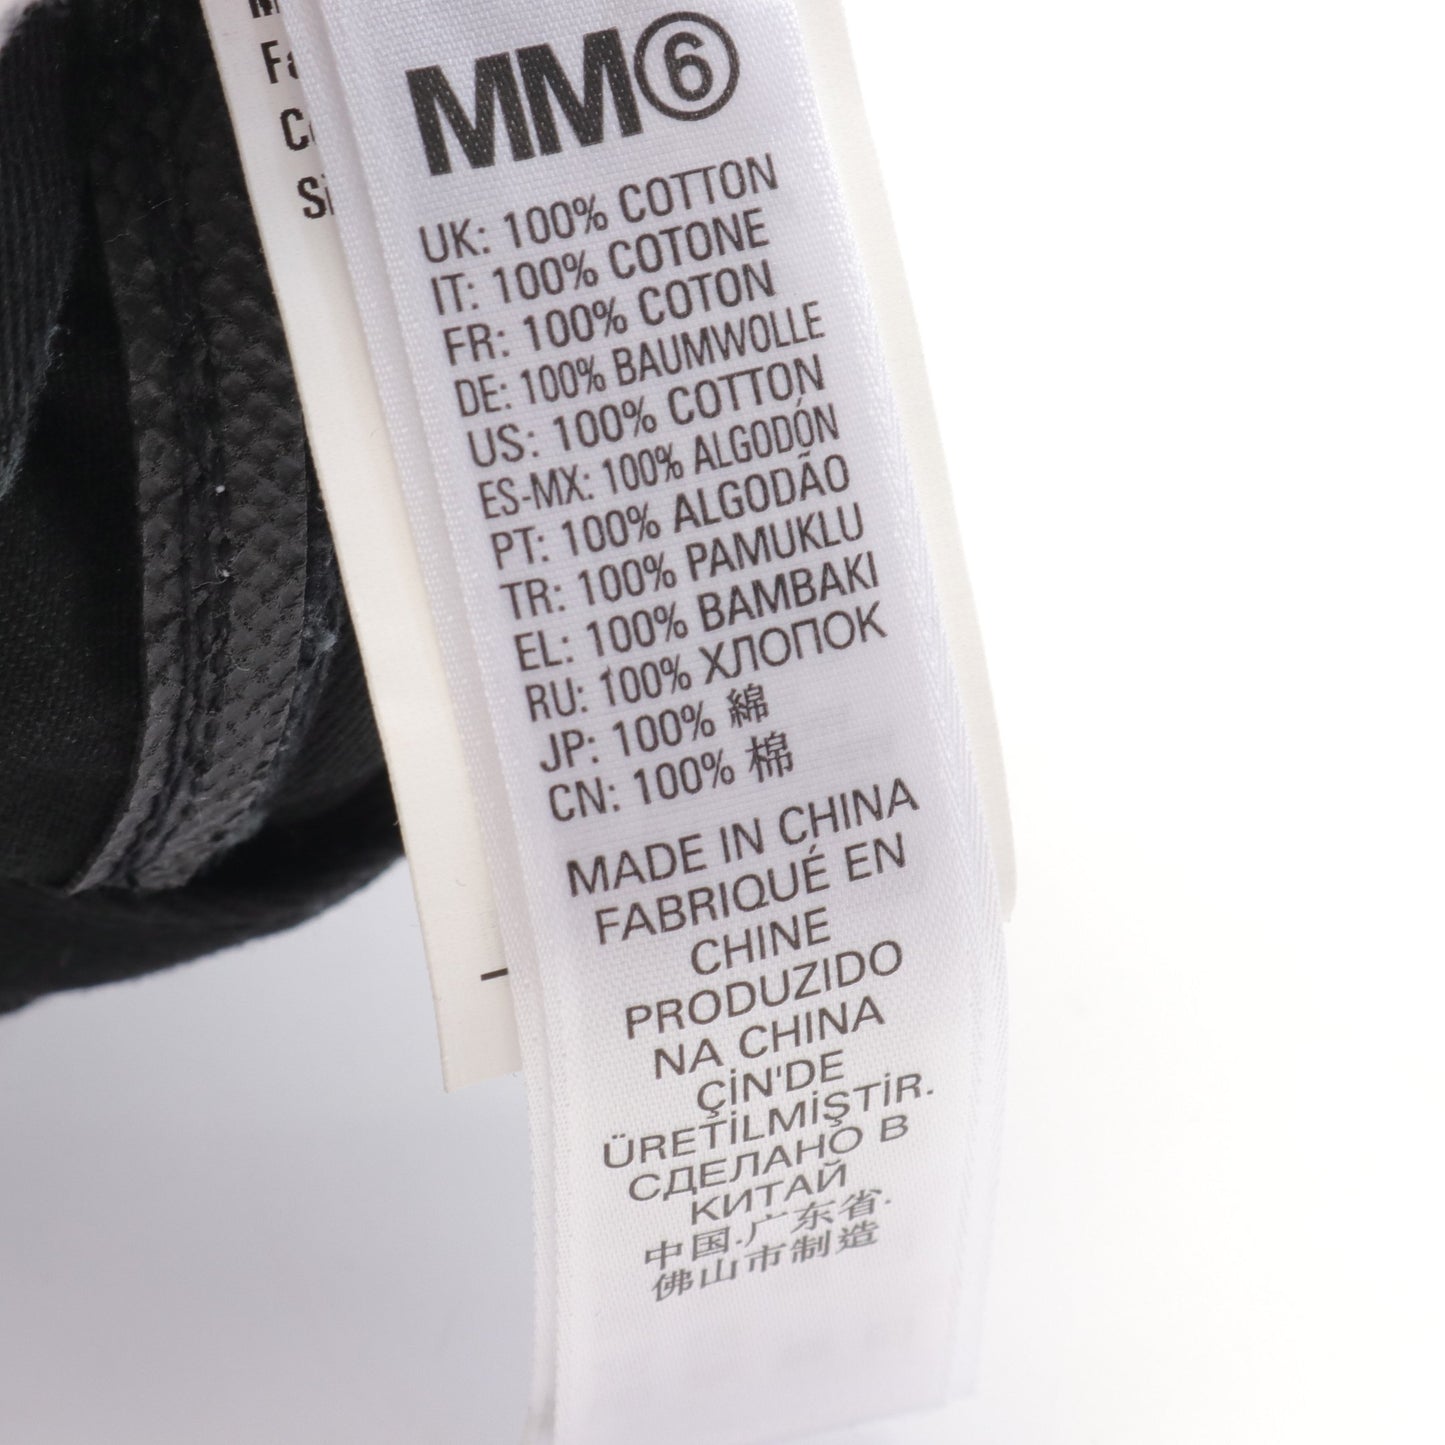 MM⑥
UK: 100% COTTON
IT: 100% COTONE
FR: 100% COTON
DE: 100% BAUMWOLLE
US: 100% COTTON
ES-MX: 100% ALGODÓN
PT: 100% ALGODÃO
TR: 100% PAMUKLU
EL: 100% BAMBAKI
RU: 100% ХЛОПОК
JP: 100% 綿
CN: 100% 棉
MADE IN CHINA
FABRIQUÉ EN
CHINE
PRODUZIDO
NA CHINA
ÇİN'DE
ÜRETİLMİŞTİR.
СДЕЛАНО В
КИТАЙ
中国.广东省.
佛山市制造